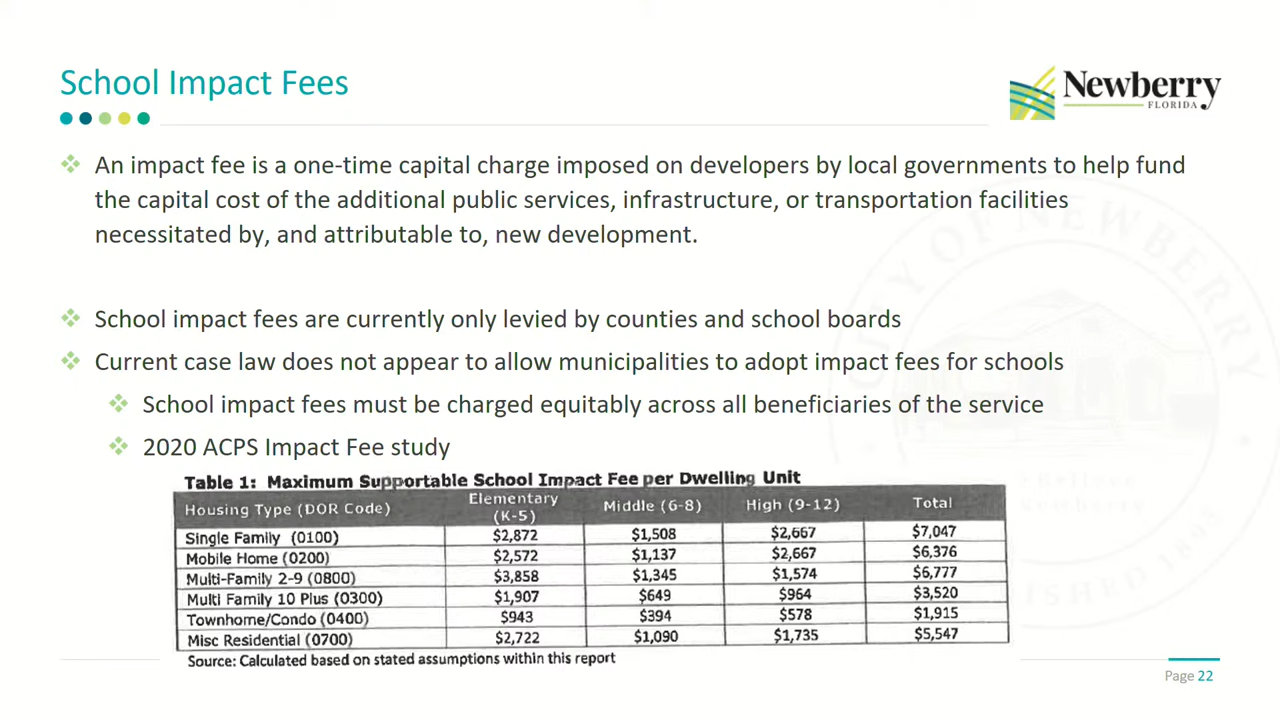 School Impact Fees
Newberry
FLORIDA
An impact fee is a one-time capital charge imposed on developers by local governments to help fund
the capital cost of the additional public services, infrastructure, or transportation facilities
necessitated by, and attributable to, new development.
School impact fees are currently only levied by counties and school boards
Current case law does not appear to allow municipalities to adopt impact fees for schools
School impact fees must be charged equitably across all beneficiaries of the service
2020 ACPS Impact Fee study
Table 1: Maximum Supportable School Impact Fee per Dwelling Unit
Housing Type (DOR Code) Elementary (K-5) Middle (6-8) High (9-12) Total
Single Family (0100) $2,872 $1,508 $2,667 $7,047
Mobile Home (0200) $2,572 $1,137 $2,667 $6,376
Multi-Family 2-9 (0800) $3,858 $1,345 $1,574 $6,777
Multi Family 10 Plus (0300) $1,907 $649 $964 $3,520
Townhome/Condo (0400) $943 $394 $578 $1,915
Misc Residential (0700) $2,722 $1,090 $1,735 $5,547
Source: Calculated based on stated assumptions within this report
CITY OF NEWBERRY
Page 22